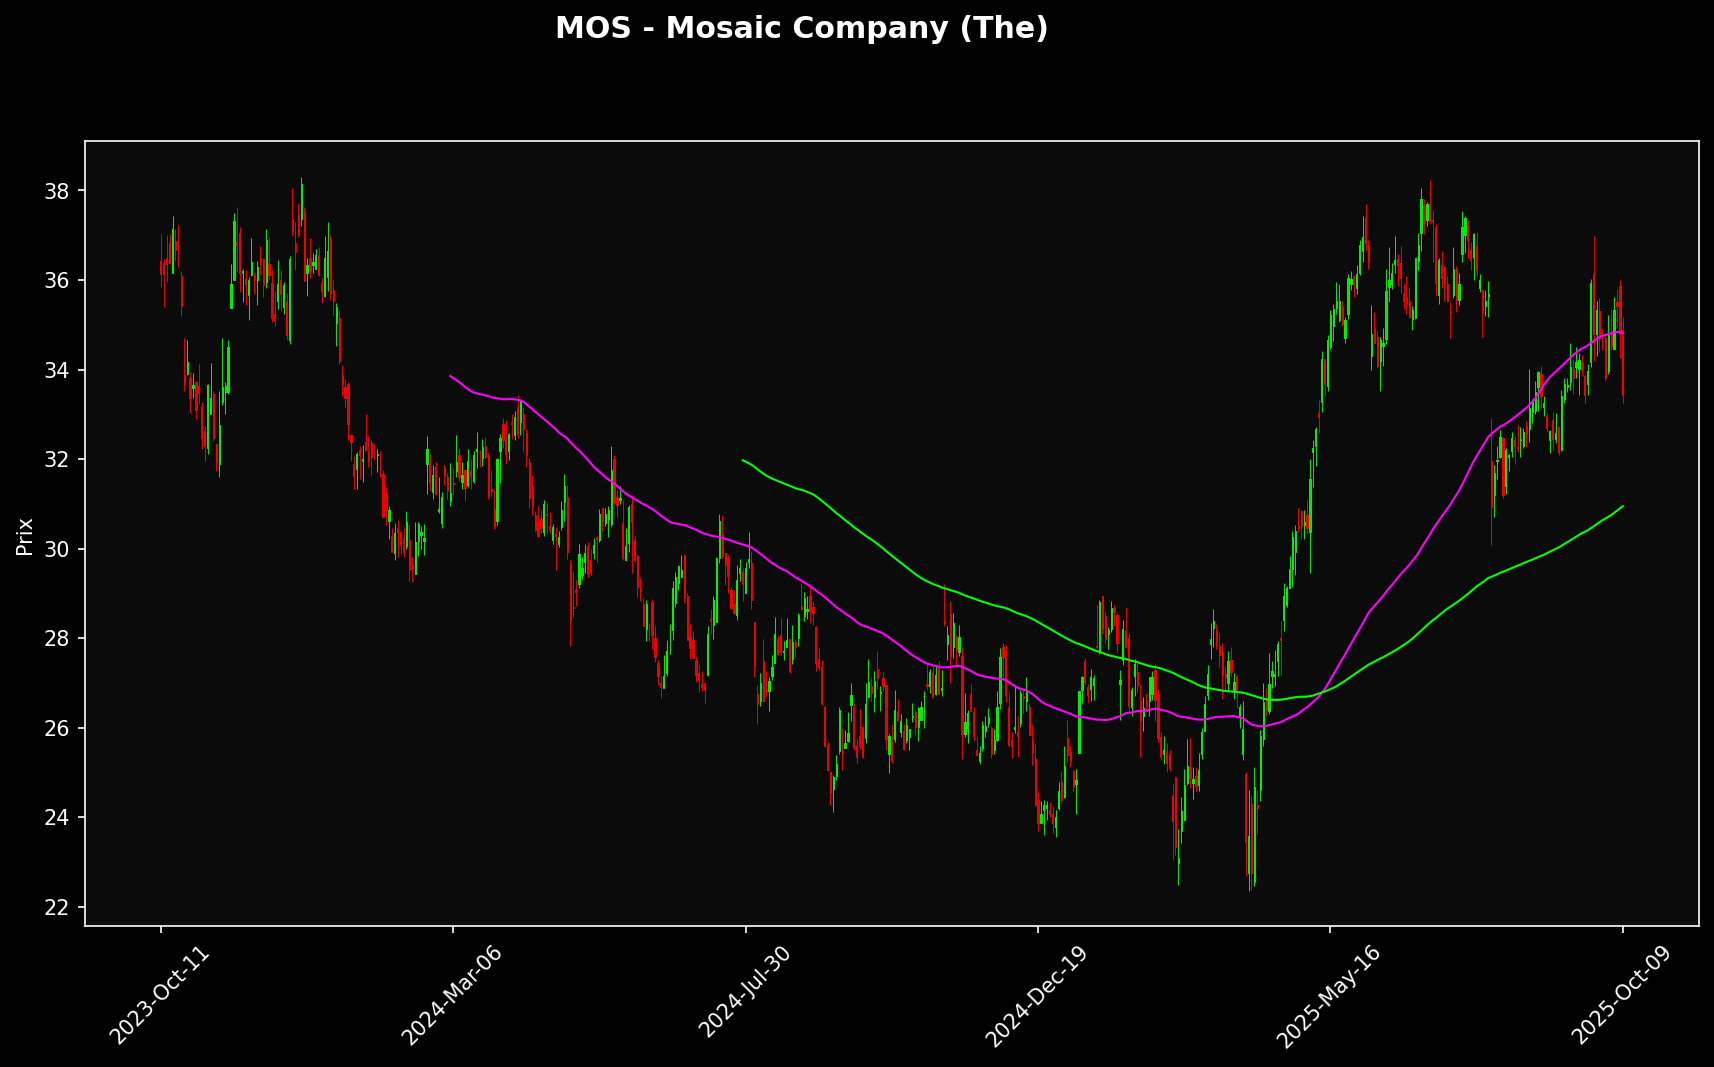 MOS - Mosaic Company (The)
Prix
38
36
34
32
30
28
26
24
22
2023-Oct-11
2024-Mar-06
2024-Jul-30
2024-Dec-19
2025-May-16
2025-Oct-09